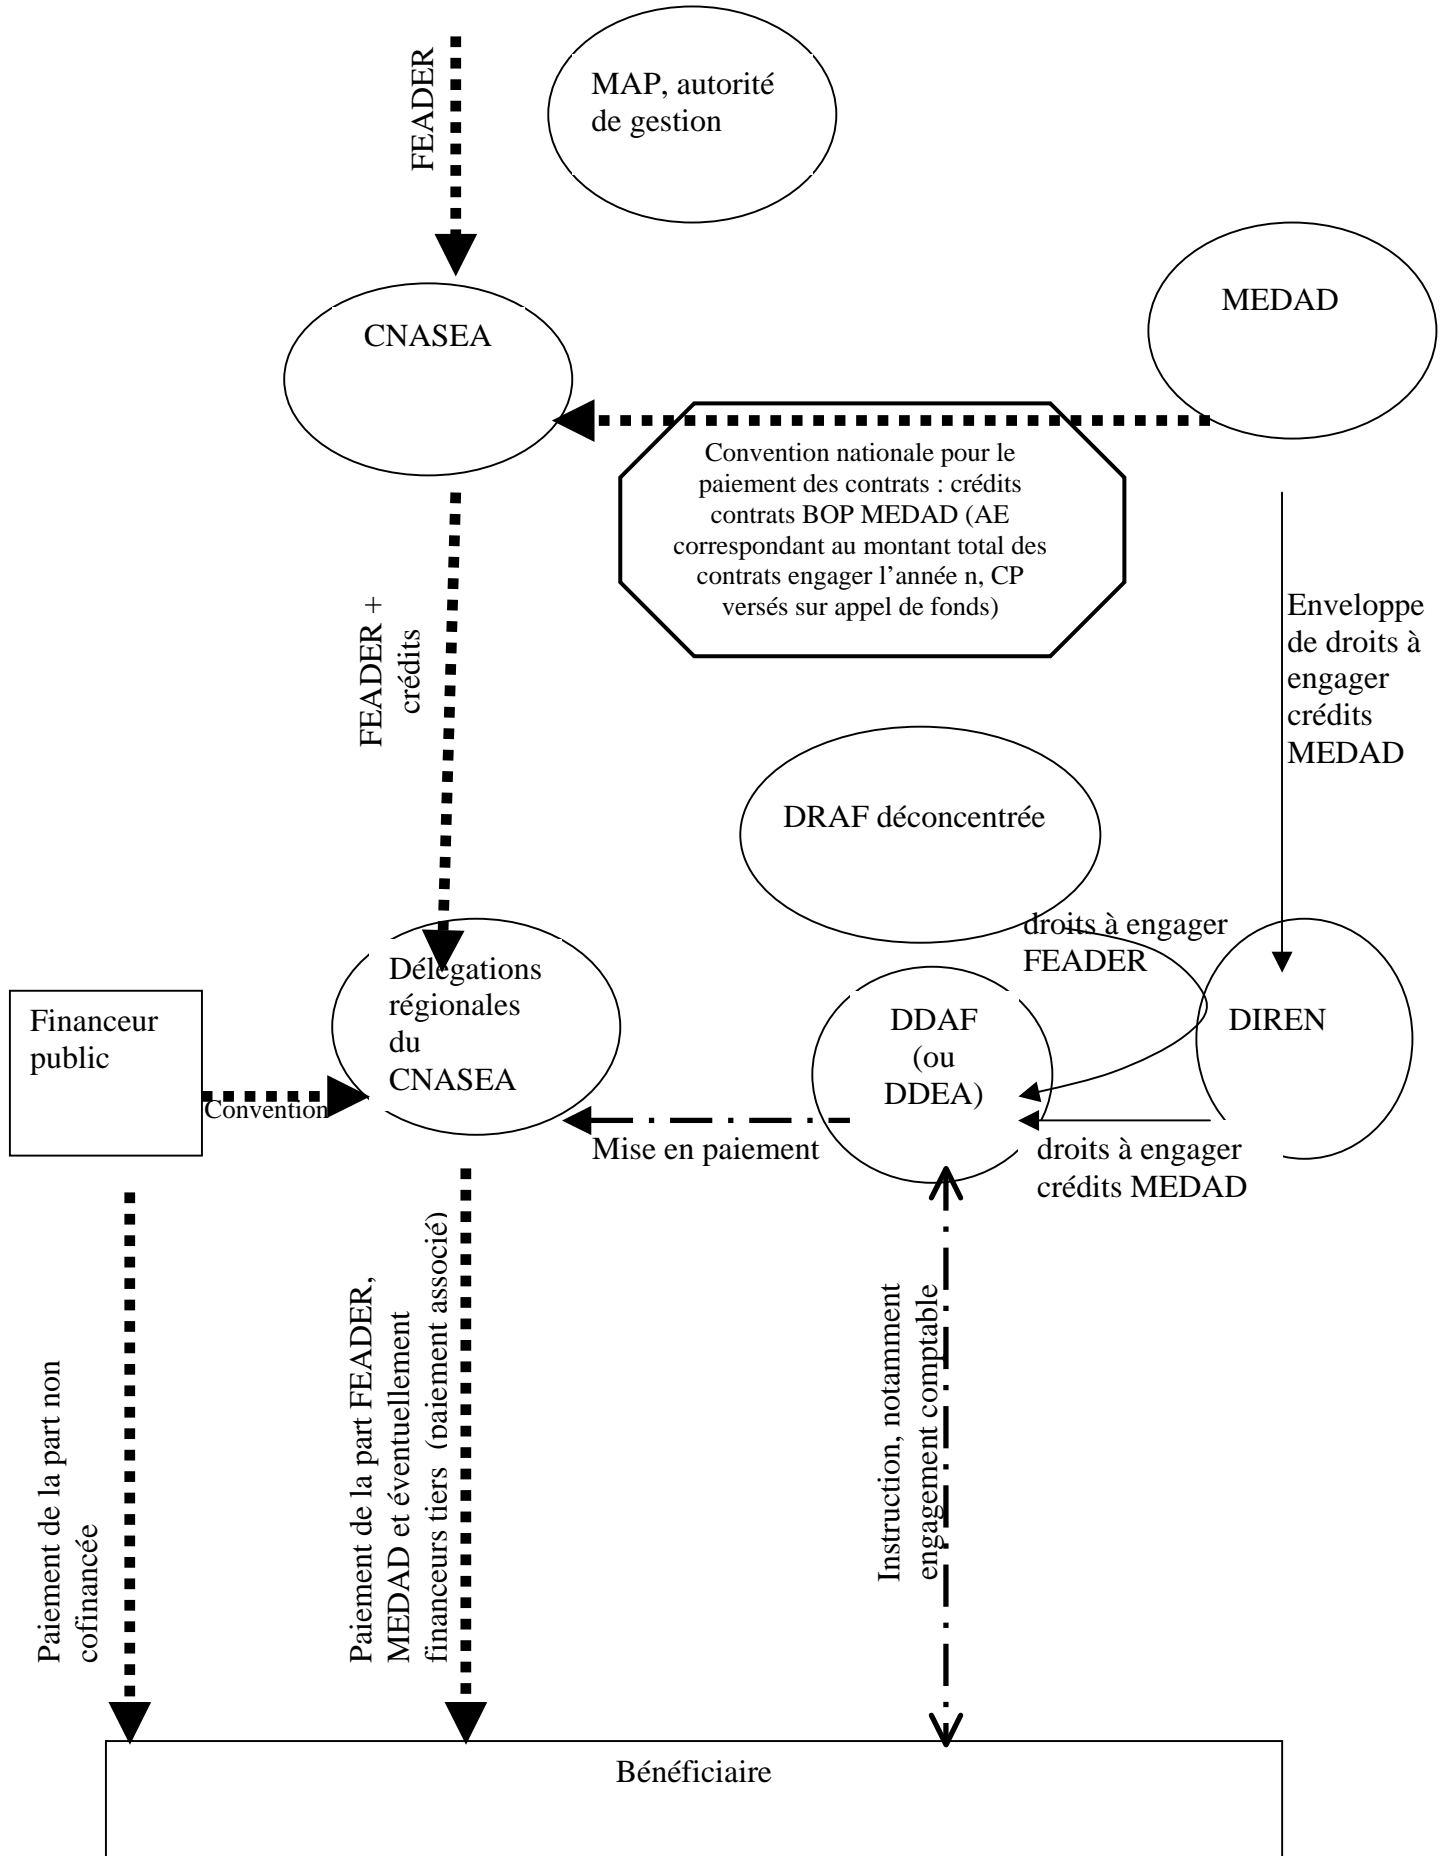 FEADER
MAP, autorité
de gestion
MEDAD
CNASEA
Convention nationale pour le
paiement des contrats : crédits
contrats BOP MEDAD (AE
correspondant au montant total des
contrats engager l’année n, CP
versés sur appel de fonds)
FEADER +
crédits
Enveloppe
de droits à
engager
crédits
MEDAD
DRAF déconcentrée
droits à engager
FEADER
Délégations
régionales
du
CNASEA
Financeur
public
Convention
DDAF
(ou
DDEA)
DIREN
Mise en paiement
droits à engager
crédits MEDAD
Paiement de la part non
cofinancée
Paiement de la part FEADER,
MEDAD et éventuellement
financeurs tiers (paiement associé)
Instruction, notamment
engagement comptable
Bénéficiaire